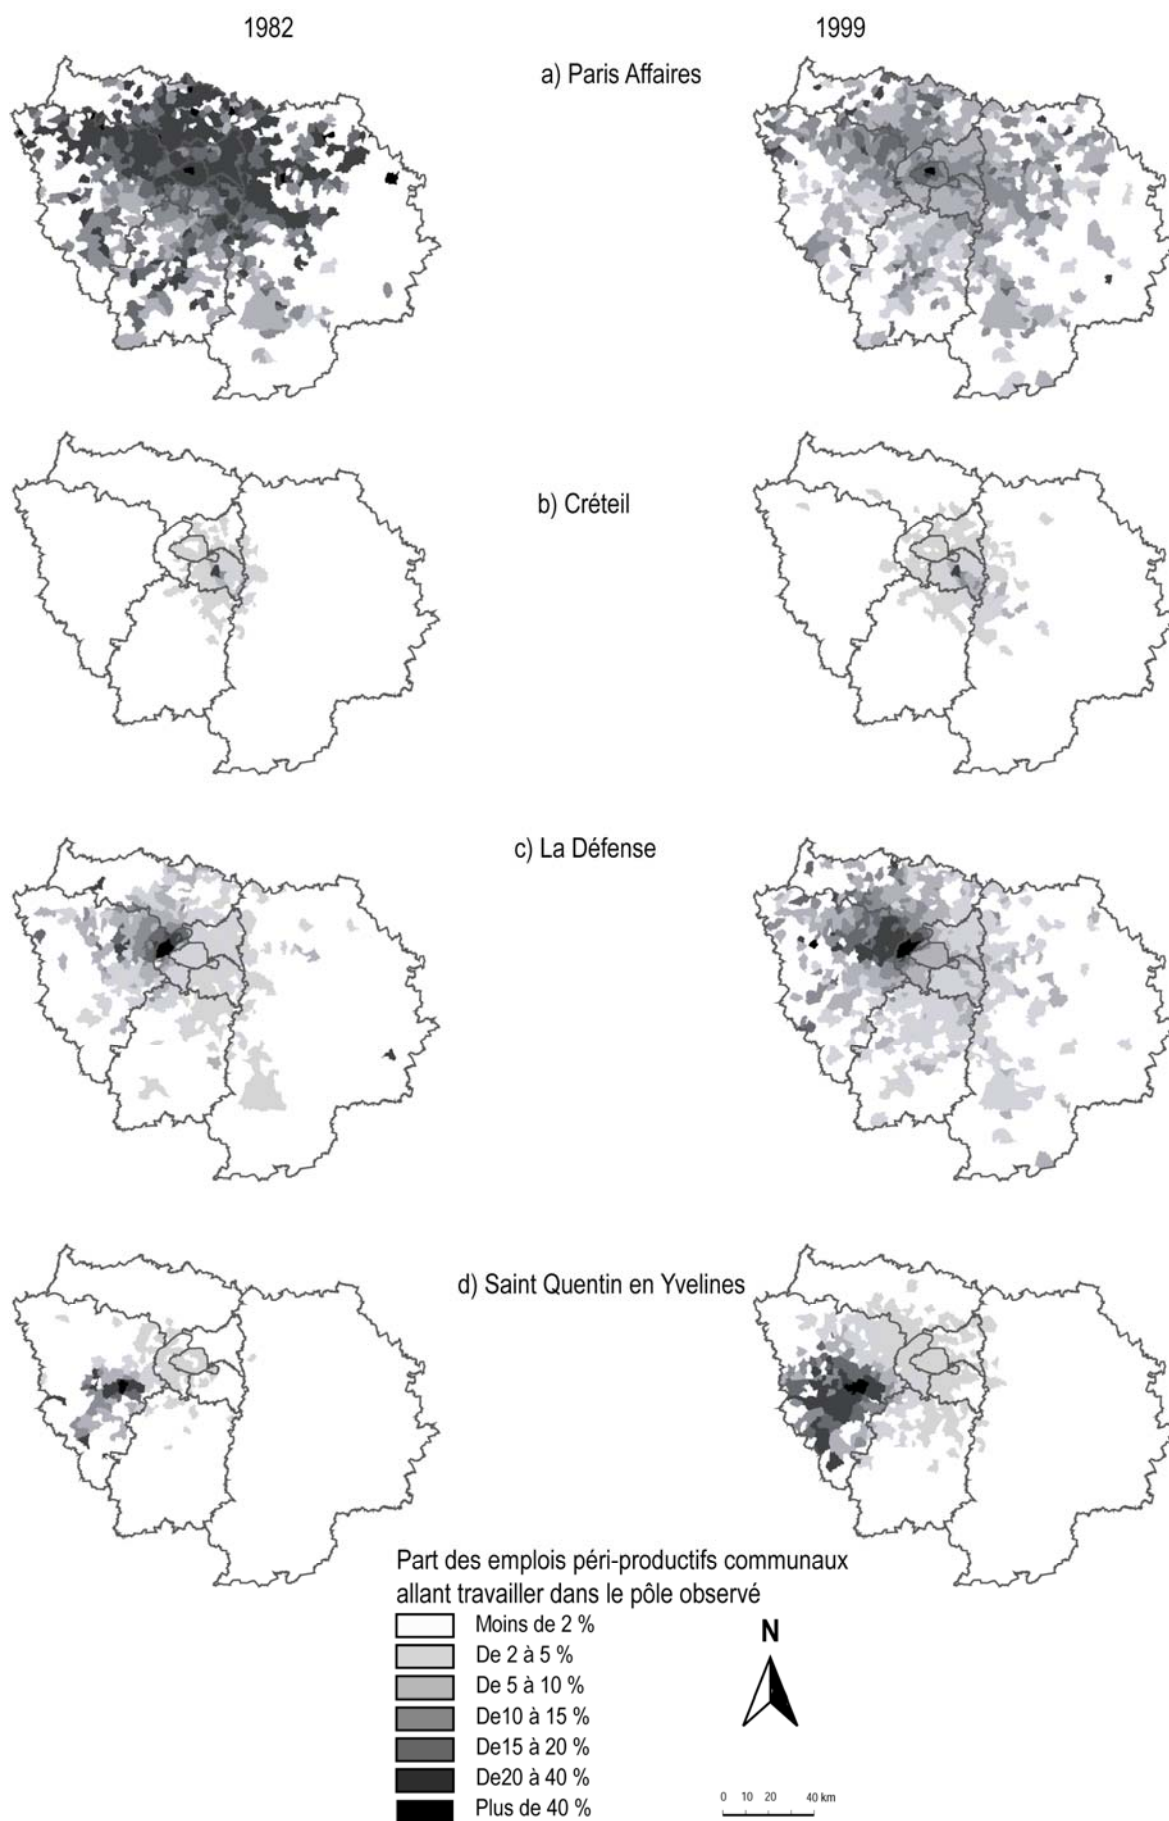 1982
1999
a) Paris Affaires
b) Créteil
c) La Défense
d) Saint Quentin en Yvelines
Part des emplois péri-productifs communaux
allant travailler dans le pôle observé
Moins de 2 %
De 2 à 5 %
De 5 à 10 %
De10 à 15 %
De15 à 20 %
De20 à 40 %
Plus de 40 %
N
0 10 20 40 km